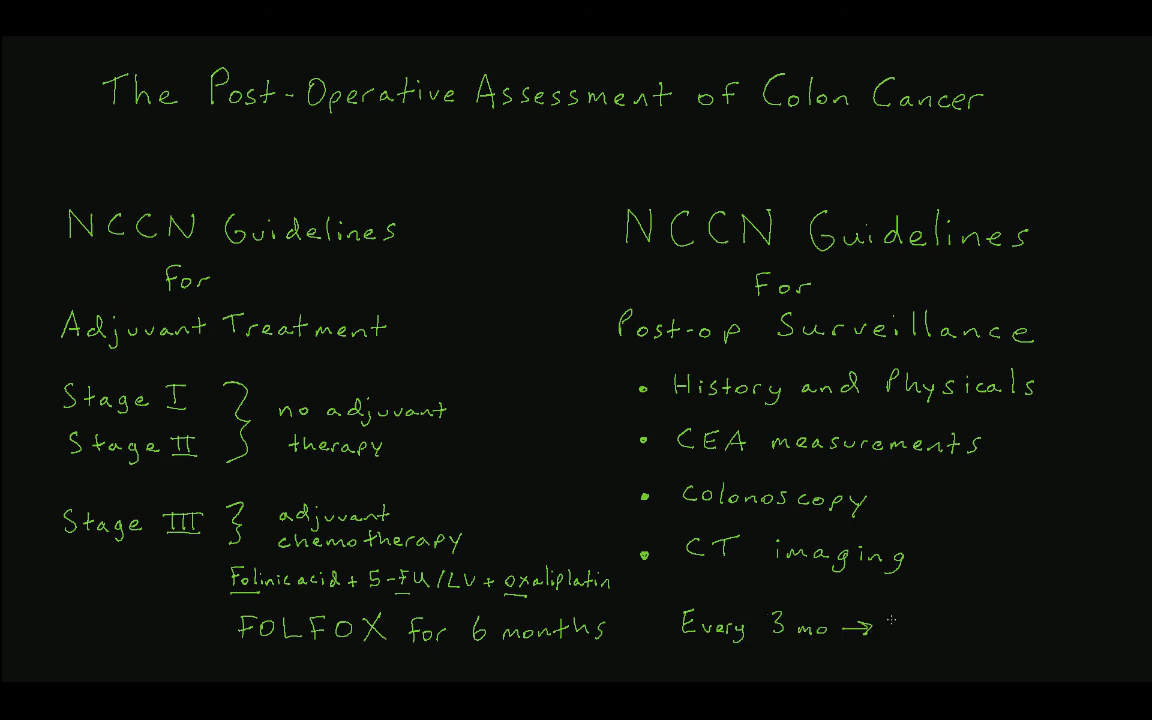 The Post-Operative Assessment of Colon Cancer
NCCN Guidelines
for
Adjuvant Treatment
Stage I
Stage II
} no adjuvant
therapy
Stage III } adjuvant
chemotherapy
Folinic acid + 5-FU/LV + oxaliplatin
FOLFOX for 6 months
NCCN Guidelines
For
Post-op Surveillance
• History and Physicals
• CEA measurements
• Colonoscopy
• CT imaging
Every 3 mo →